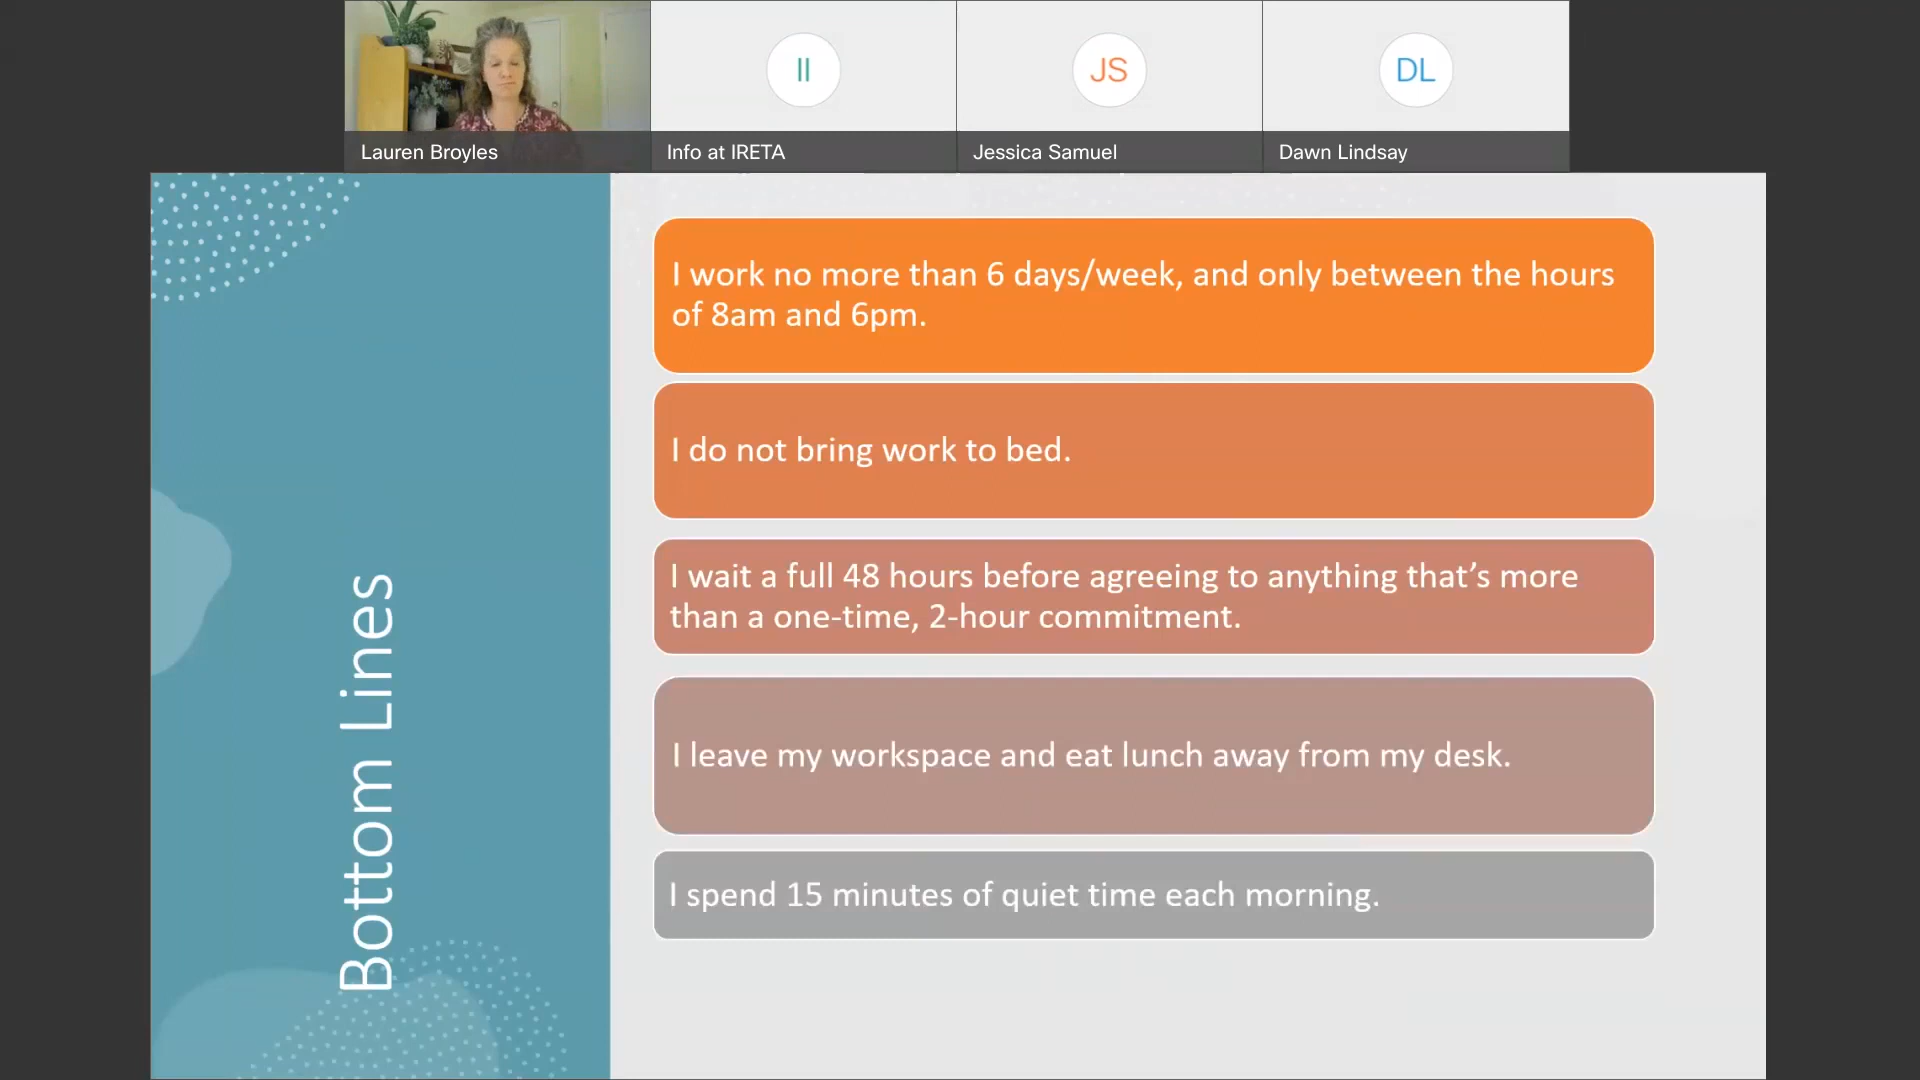 II
JS
DL
Lauren Broyles
Info at IRETA
Jessica Samuel
Dawn Lindsay
Bottom Lines
I work no more than 6 days/week, and only between the hours
of 8am and 6pm.
I do not bring work to bed.
I wait a full 48 hours before agreeing to anything that’s more
than a one-time, 2-hour commitment.
I leave my workspace and eat lunch away from my desk.
I spend 15 minutes of quiet time each morning.